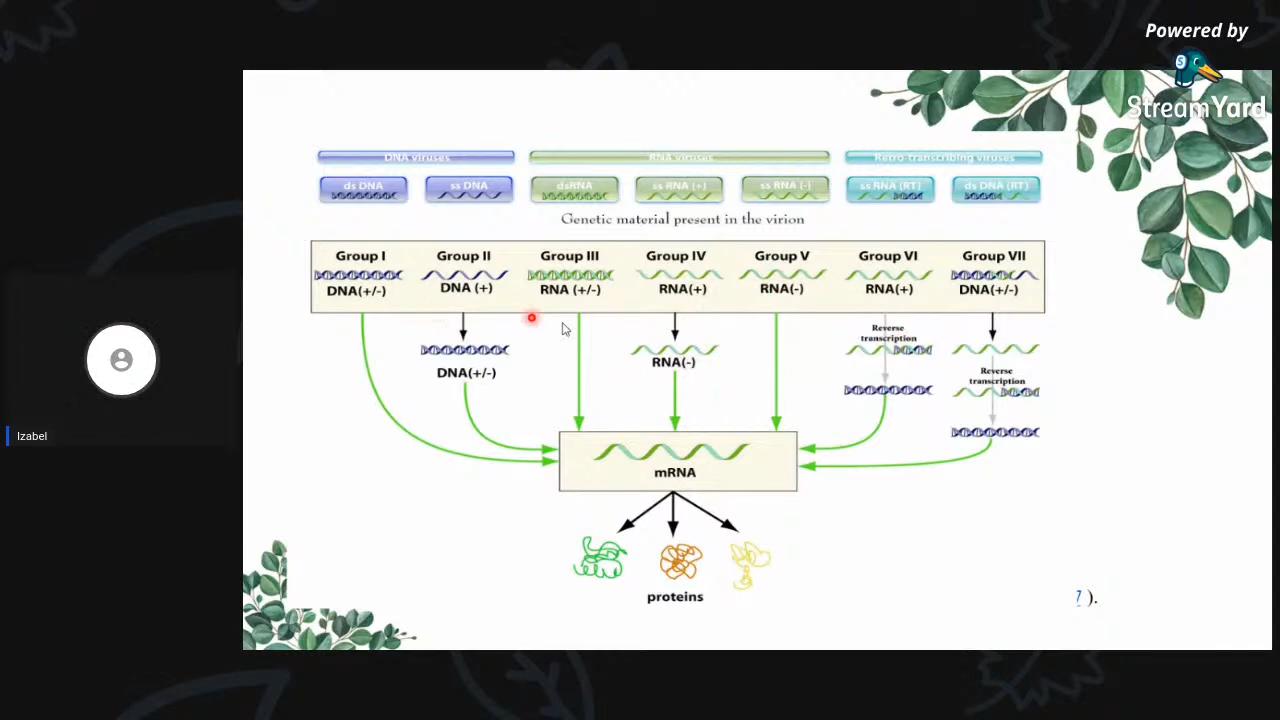 Powered by
StreamYard
DNA viruses RNA viruses Retro-transcribing viruses
ds DNA ss DNA dsRNA ss RNA (+) ss RNA (-) ss RNA (RT) ds DNA (RT)
Genetic material present in the virion
Group I Group II Group III Group IV Group V Group VI Group VII
DNA(+/-) DNA (+) RNA (+/-) RNA(+) RNA(-) RNA(+) DNA(+/-)
Reverse
transcription
DNA(+/-) RNA(-)
Reverse
transcription
mRNA
proteins
7 ).
Izabel